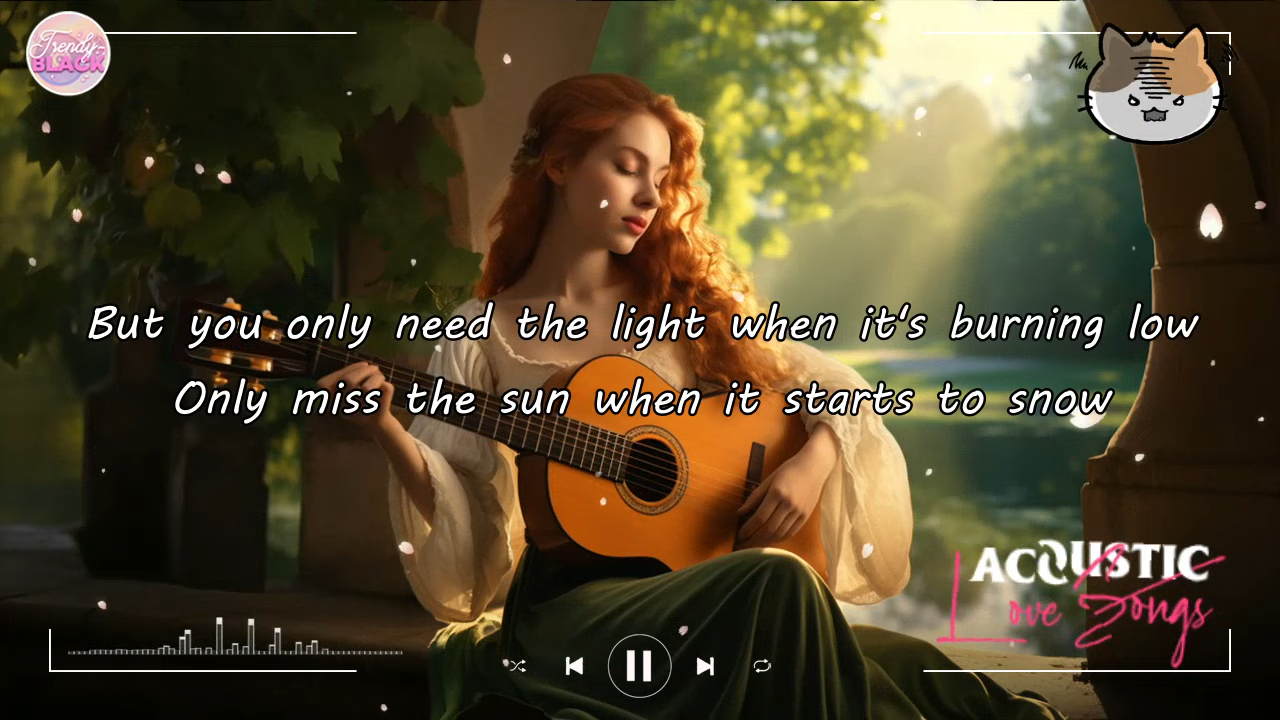 Trendy
BLACK
But you only need the light when it's burning low
Only miss the sun when it starts to snow
ACOUSTIC
Love Songs